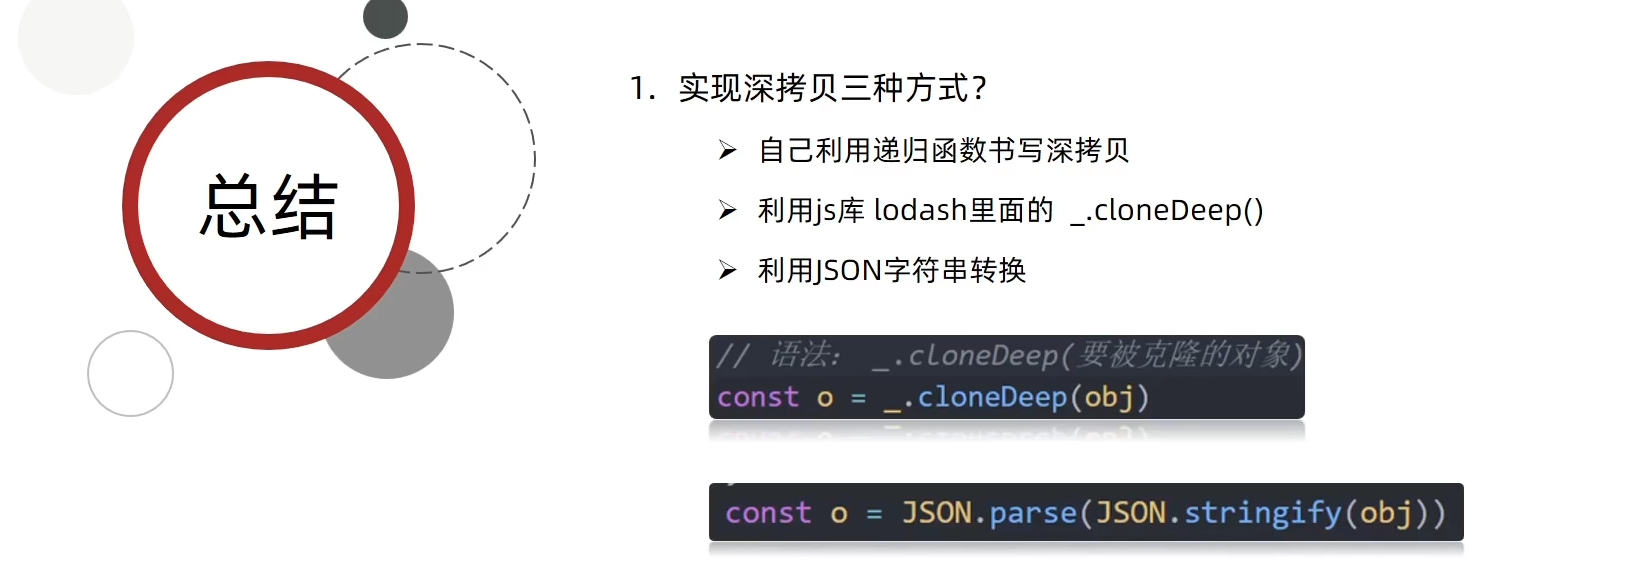 总结
1. 实现深拷贝三种方式？
➢ 自己利用递归函数书写深拷贝
➢ 利用js库 lodash里面的 _.cloneDeep()
➢ 利用JSON字符串转换
// 语法： _.cloneDeep(要被克隆的对象)
const o = _.cloneDeep(obj)
const o = JSON.parse(JSON.stringify(obj))